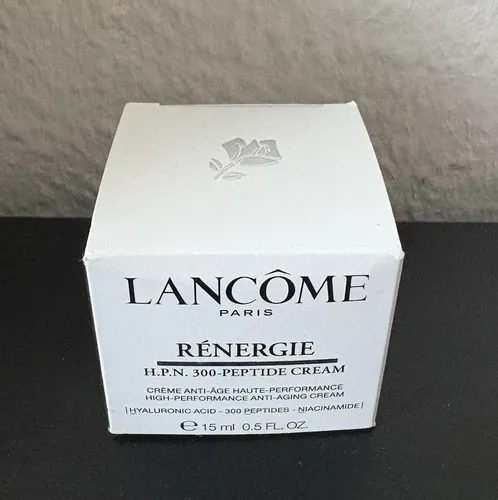 LANCÔME
PARIS
RÉNERGIE
H.P.N. 300-PEPTIDE CREAM
CRÈME ANTI-ÂGE HAUTE-PERFORMANCE
HIGH-PERFORMANCE ANTI-AGING CREAM
|HYALURONIC ACID - 300 PEPTIDES - NIACINAMIDE|
℮ 15 ml 0.5 FL. OZ.